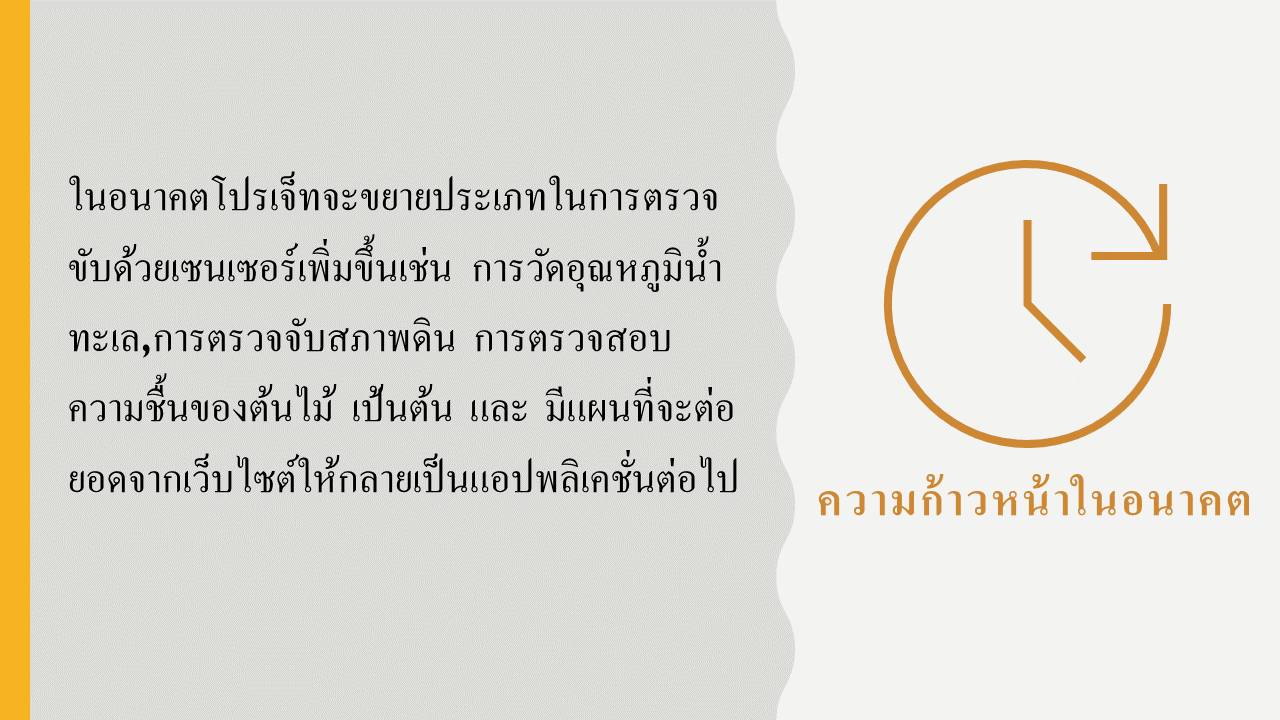 ในอนาคตโปรเจ็ทจะขยายประเภทในการตรวจ
ขับด้วยเซนเซอร์เพิ่มขึ้นเช่น การวัดอุณหภูมิน้ำ
ทะเล,การตรวจจับสภาพดิน การตรวจสอบ
ความชื้นของต้นไม้ เป้นต้น และ มีแผนที่จะต่อ
ยอดจากเว็บไซต์ให้กลายเป็นแอปพลิเคชั่นต่อไป
ความก้าวหน้าในอนาคต